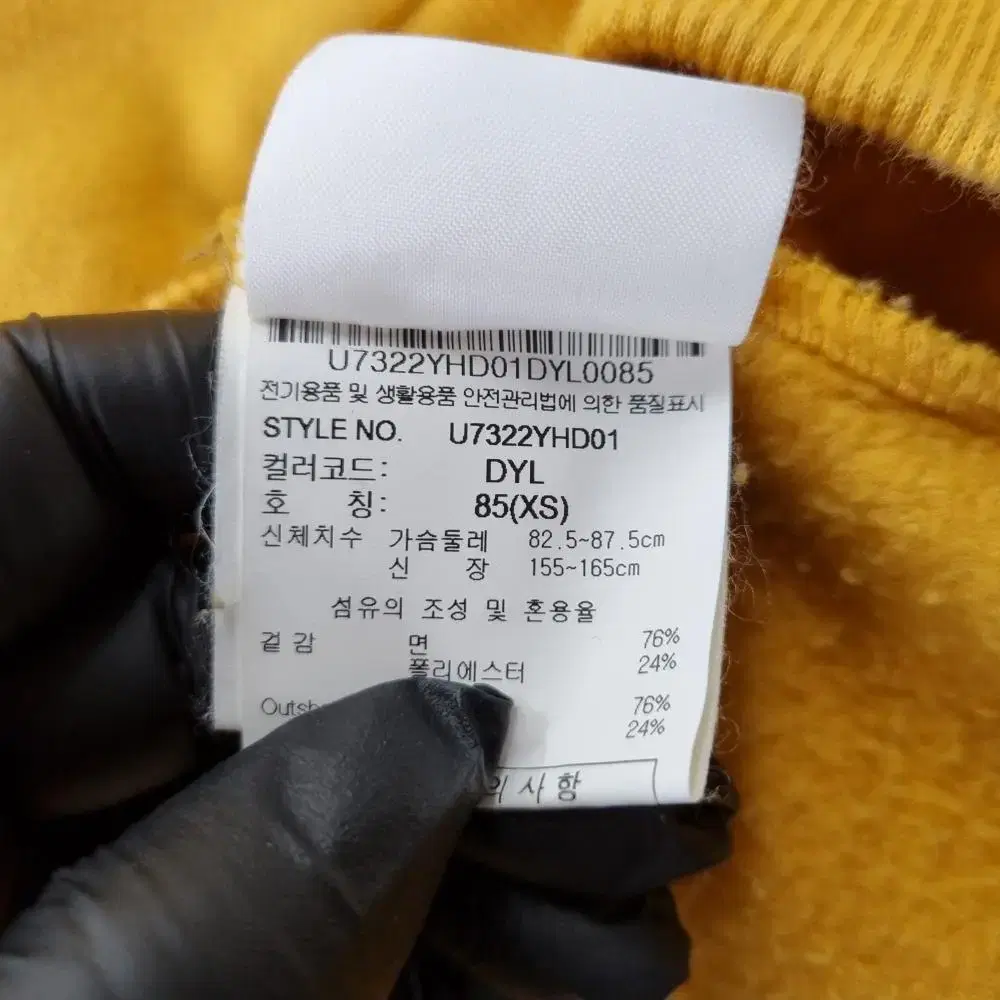 U7322YHD01DYL0085
전기용품 및 생활용품 안전관리법에 의한 품질표시
STYLE NO. U7322YHD01
컬러코드: DYL
호 칭: 85(XS)
신체치수 가슴둘레 82.5~87.5cm
신 장 155~165cm
섬유의 조성 및 혼용율
겉감 면 76%
폴리에스터 24%
76%
24%
사항